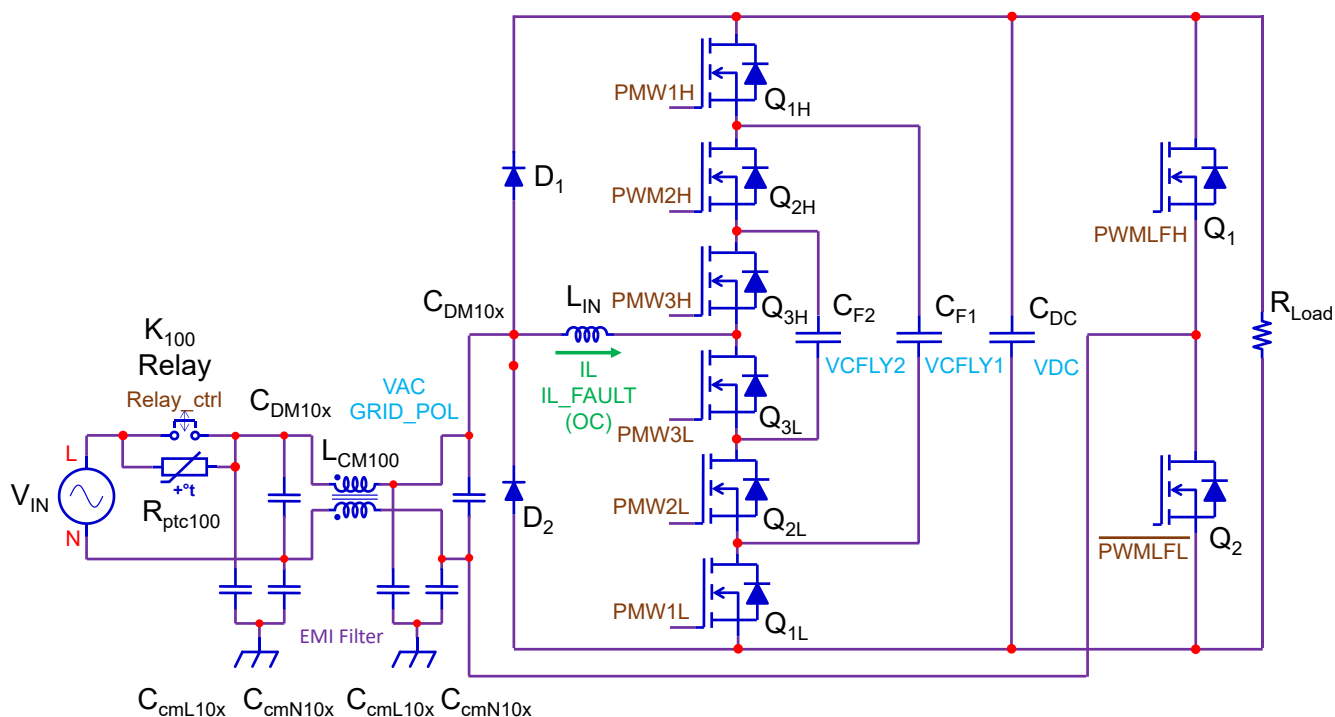 PMW1H
Q1H
D1
PWM2H
Q2H
PWMLFH
Q1
CDM10x
LIN
PMW3H
Q3H
CF2
CF1
CDC
RLoad
K100
Relay
Relay_ctrl
CDM10x
VAC
GRID_POL
IL
IL_FAULT
(OC)
VCFLY2
VCFLY1
VDC
PMW3L
Q3L
L
LCM100
VIN
+°t
Rptc100
N
D2
PMW2L
Q2L
PWMLFL
Q2
EMI Filter
PMW1L
Q1L
CcmL10x
CcmN10x
CcmL10x
CcmN10x